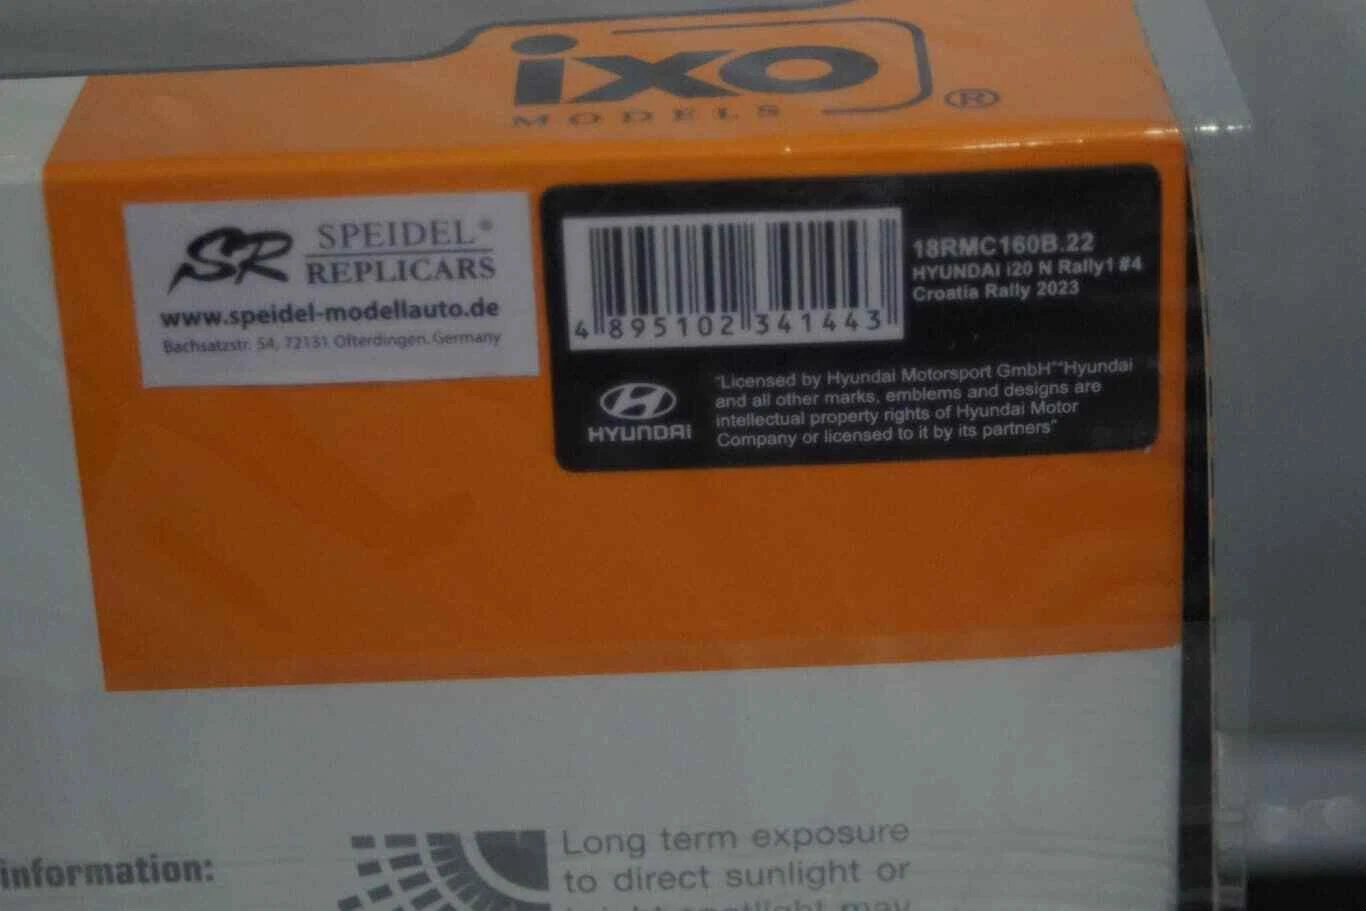 ixo
MODELS ®
SR SPEIDEL®
REPLICARS
www.speidel-modellauto.de
Bachsatzstr. 54, 72131 Ofterdingen, Germany
4 895102 341443
18RMC160B.22
HYUNDAI i20 N Rally1 #4
Croatia Rally 2023
HYUNDAI
"Licensed by Hyundai Motorsport GmbH""Hyundai
and all other marks, emblems and designs are
intellectual property rights of Hyundai Motor
Company or licensed to it by its partners"
information:
Long term exposure
to direct sunlight or
bright spotlight may